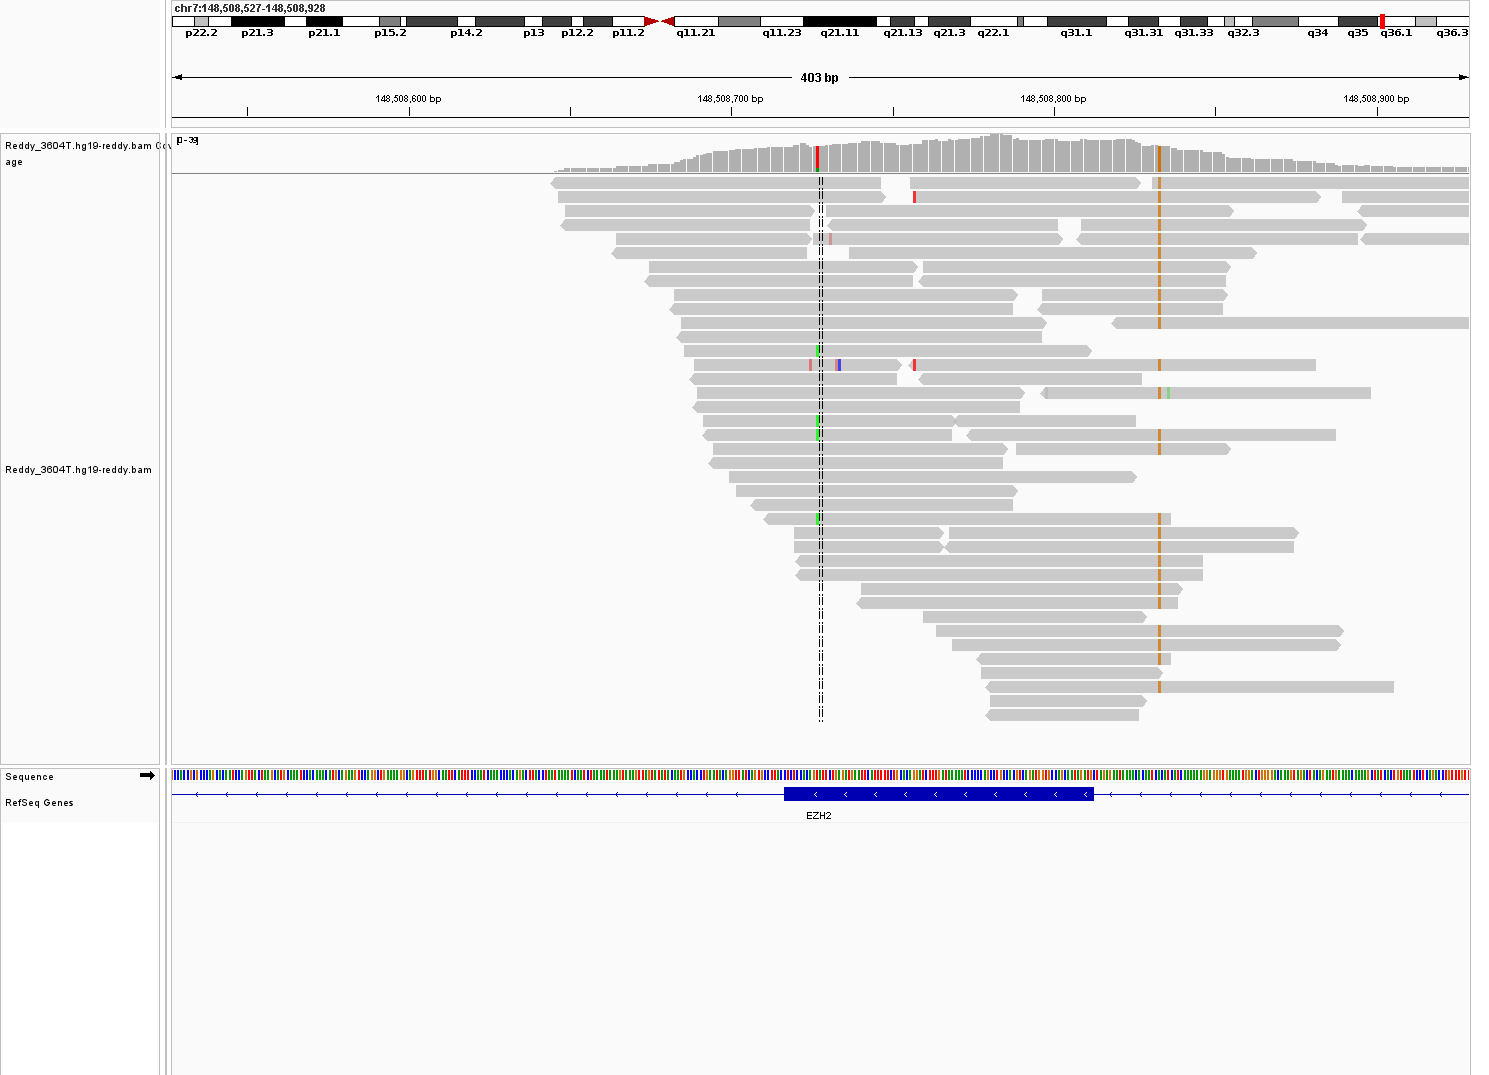 chr7:148,508,527-148,508,928
p22.2 p21.3 p21.1 p15.2 p14.2 p13 p12.2 p11.2 q11.21 q11.23 q21.11 q21.13 q21.3 q22.1 q31.1 q31.31 q31.33 q32.3 q34 q35 q36.1 q36.3
403 bp
148,508,600 bp 148,508,700 bp 148,508,800 bp 148,508,900 bp
Reddy_3604T.hg19-reddy.bam Cov
age
[0 - 39]
Reddy_3604T.hg19-reddy.bam
Sequence
RefSeq Genes
EZH2